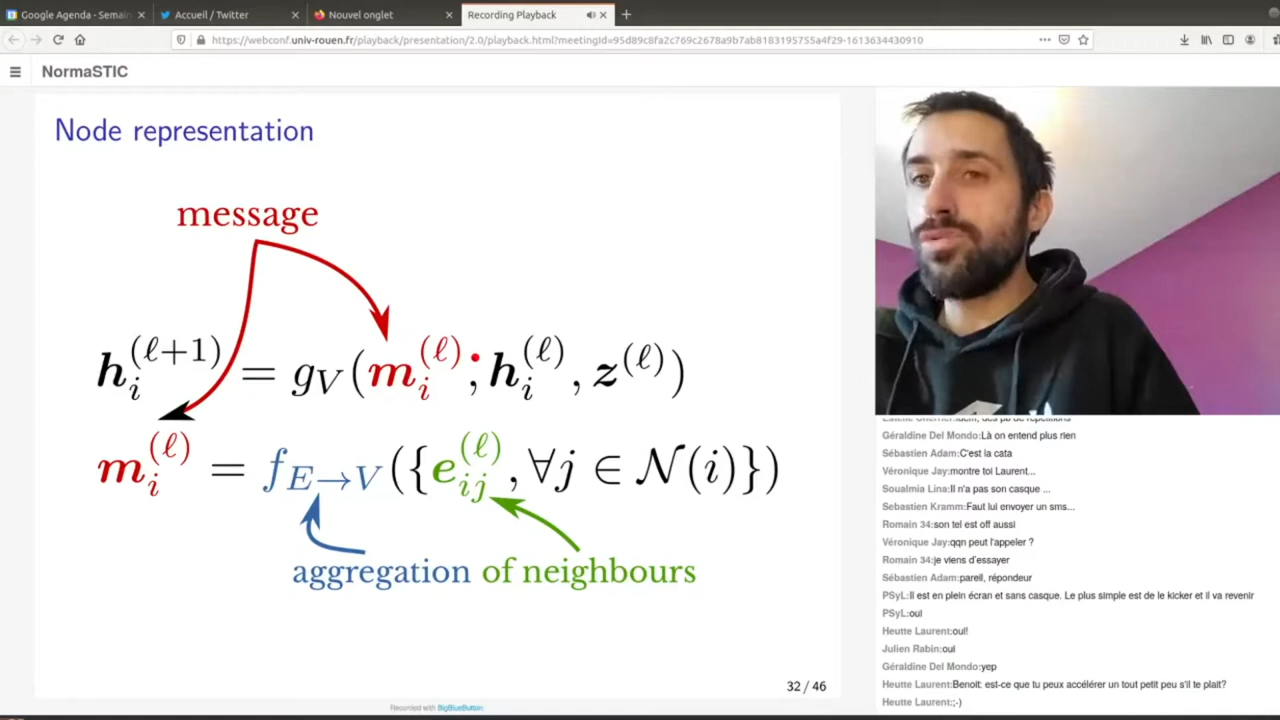 Google Agenda - Semain
Accueil / Twitter
Nouvel onglet
Recording Playback
https://webconf.univ-rouen.fr/playback/presentation/2.0/playback.html?meetingId=95d89c8fa2c769c2678a9b7ab8183195755a4f29-1613634430910
NormaSTIC
Node representation
message
h_i^{(ℓ+1)} = g_V(m_i^{(ℓ)}; h_i^{(ℓ)}, z^{(ℓ)})
m_i^{(ℓ)} = f_{E→V}({e_{ij}^{(ℓ)}, ∀j ∈ N(i)})
aggregation of neighbours
32 / 46
Recorded with BigBlueButton.
Géraldine Del Mondo:Là on entend plus rien
Sébastien Adam:C'est la cata
Véronique Jay:montre toi Laurent...
Soualmia Lina:Il n'a pas son casque ...
Sebastien Kramm:Faut lui envoyer un sms...
Romain 34:son tel est off aussi
Véronique Jay:qqn peut l'appeler ?
Romain 34:je viens d'essayer
Sébastien Adam:pareil, répondeur
PSyL:Il est en plein écran et sans casque. Le plus simple est de le kicker et il va revenir
PSyL:oui
Heutte Laurent:oui!
Julien Rabin:oui
Géraldine Del Mondo:yep
Heutte Laurent:Benoit: est-ce que tu peux accélérer un tout petit peu s'il te plait?
Heutte Laurent:;-)